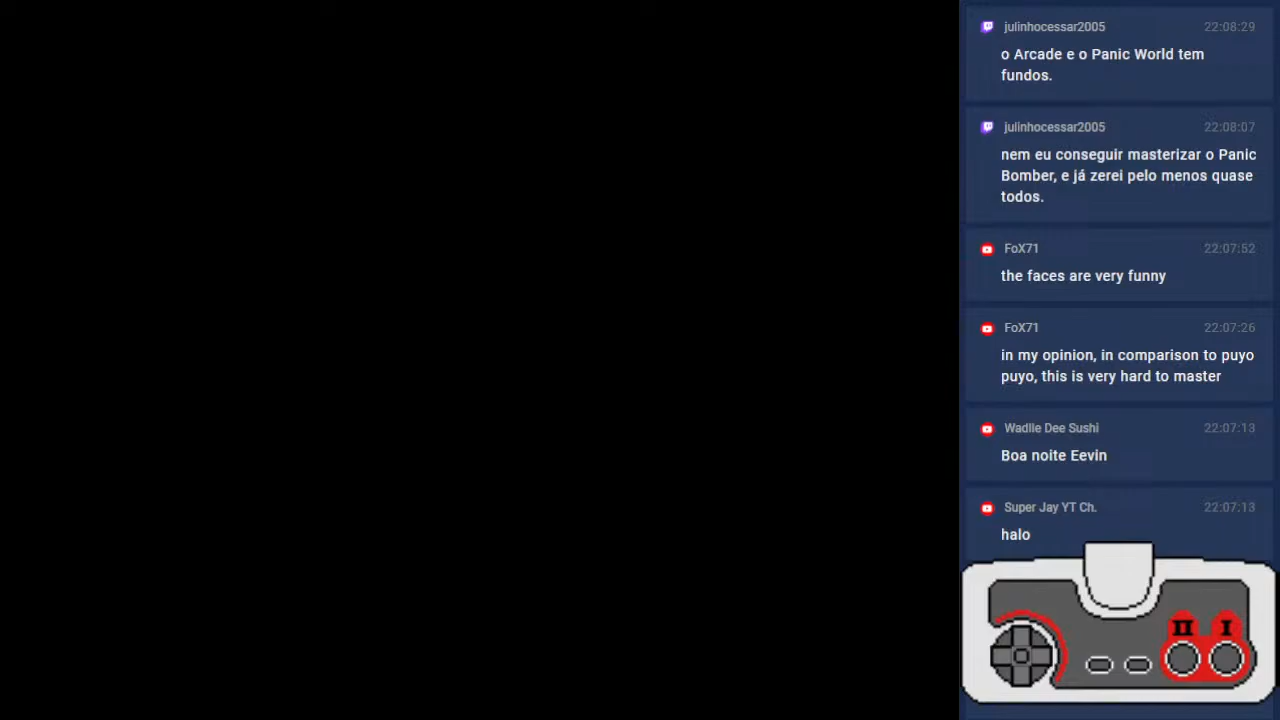 julinhocessar2005 22:08:29
o Arcade e o Panic World tem
fundos.
julinhocessar2005 22:08:07
nem eu conseguir masterizar o Panic
Bomber, e já zerei pelo menos quase
todos.
FoX71 22:07:52
the faces are very funny
FoX71 22:07:26
in my opinion, in comparison to puyo
puyo, this is very hard to master
Wadlle Dee Sushi 22:07:13
Boa noite Eevin
Super Jay YT Ch. 22:07:13
halo
II I